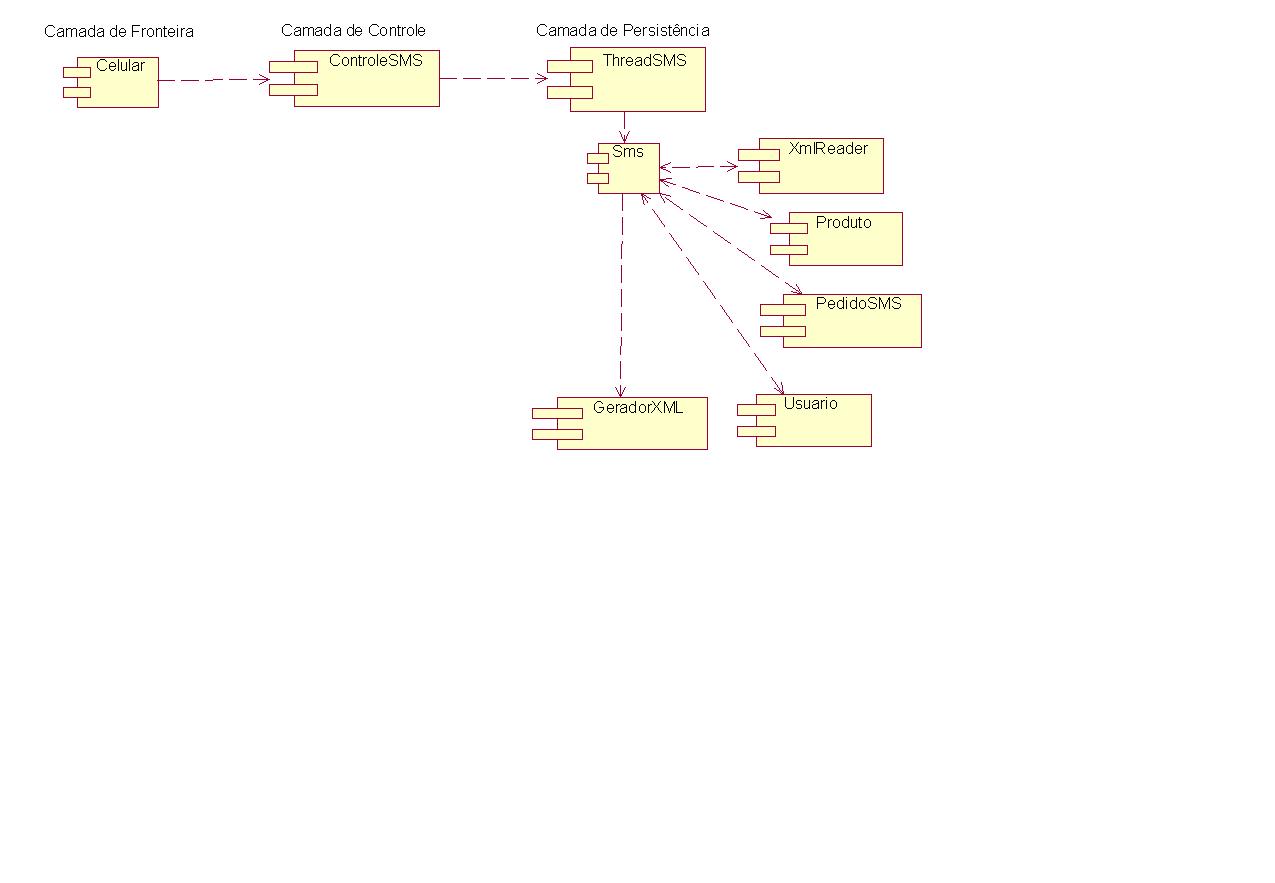 Camada de Fronteira
Camada de Controle
Camada de Persistência
Celular
ControleSMS
ThreadSMS
Sms
XmlReader
Produto
PedidoSMS
GeradorXML
Usuario